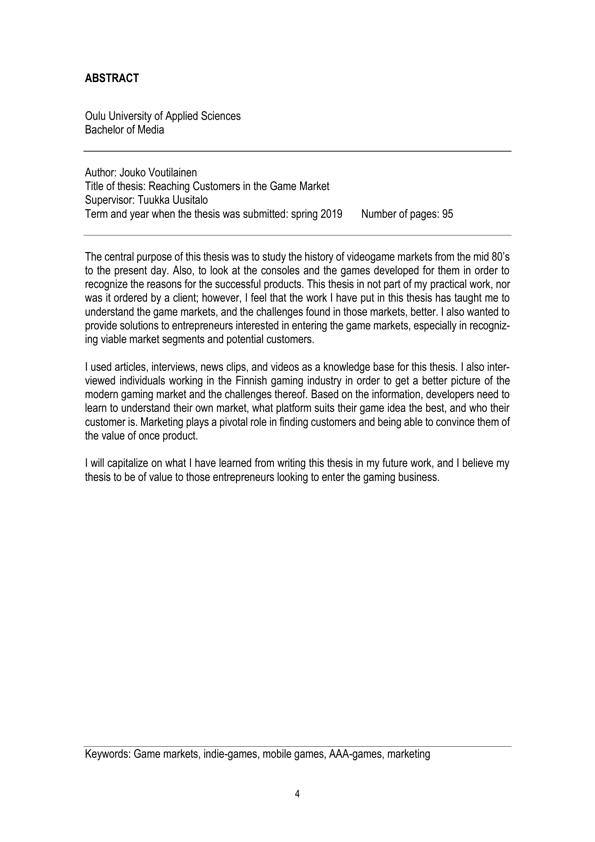 ABSTRACT
Oulu University of Applied Sciences
Bachelor of Media
Author: Jouko Voutilainen
Title of thesis: Reaching Customers in the Game Market
Supervisor: Tuukka Uusitalo
Term and year when the thesis was submitted: spring 2019 Number of pages: 95
The central purpose of this thesis was to study the history of videogame markets from the mid 80's
to the present day. Also, to look at the consoles and the games developed for them in order to
recognize the reasons for the successful products. This thesis in not part of my practical work, nor
was it ordered by a client; however, I feel that the work I have put in this thesis has taught me to
understand the game markets, and the challenges found in those markets, better. I also wanted to
provide solutions to entrepreneurs interested in entering the game markets, especially in recogniz-
ing viable market segments and potential customers.
I used articles, interviews, news clips, and videos as a knowledge base for this thesis. I also inter-
viewed individuals working in the Finnish gaming industry in order to get a better picture of the
modern gaming market and the challenges thereof. Based on the information, developers need to
learn to understand their own market, what platform suits their game idea the best, and who their
customer is. Marketing plays a pivotal role in finding customers and being able to convince them of
the value of once product.
I will capitalize on what I have learned from writing this thesis in my future work, and I believe my
thesis to be of value to those entrepreneurs looking to enter the gaming business.
Keywords: Game markets, indie-games, mobile games, AAA-games, marketing
4